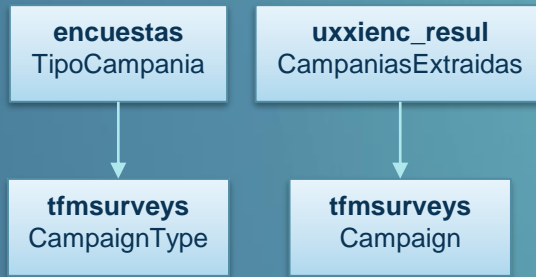 encuestas
TipoCampania
uxxienc_resul
CampaniasExtraidas
tfmsurveys
CampaignType
tfmsurveys
Campaign